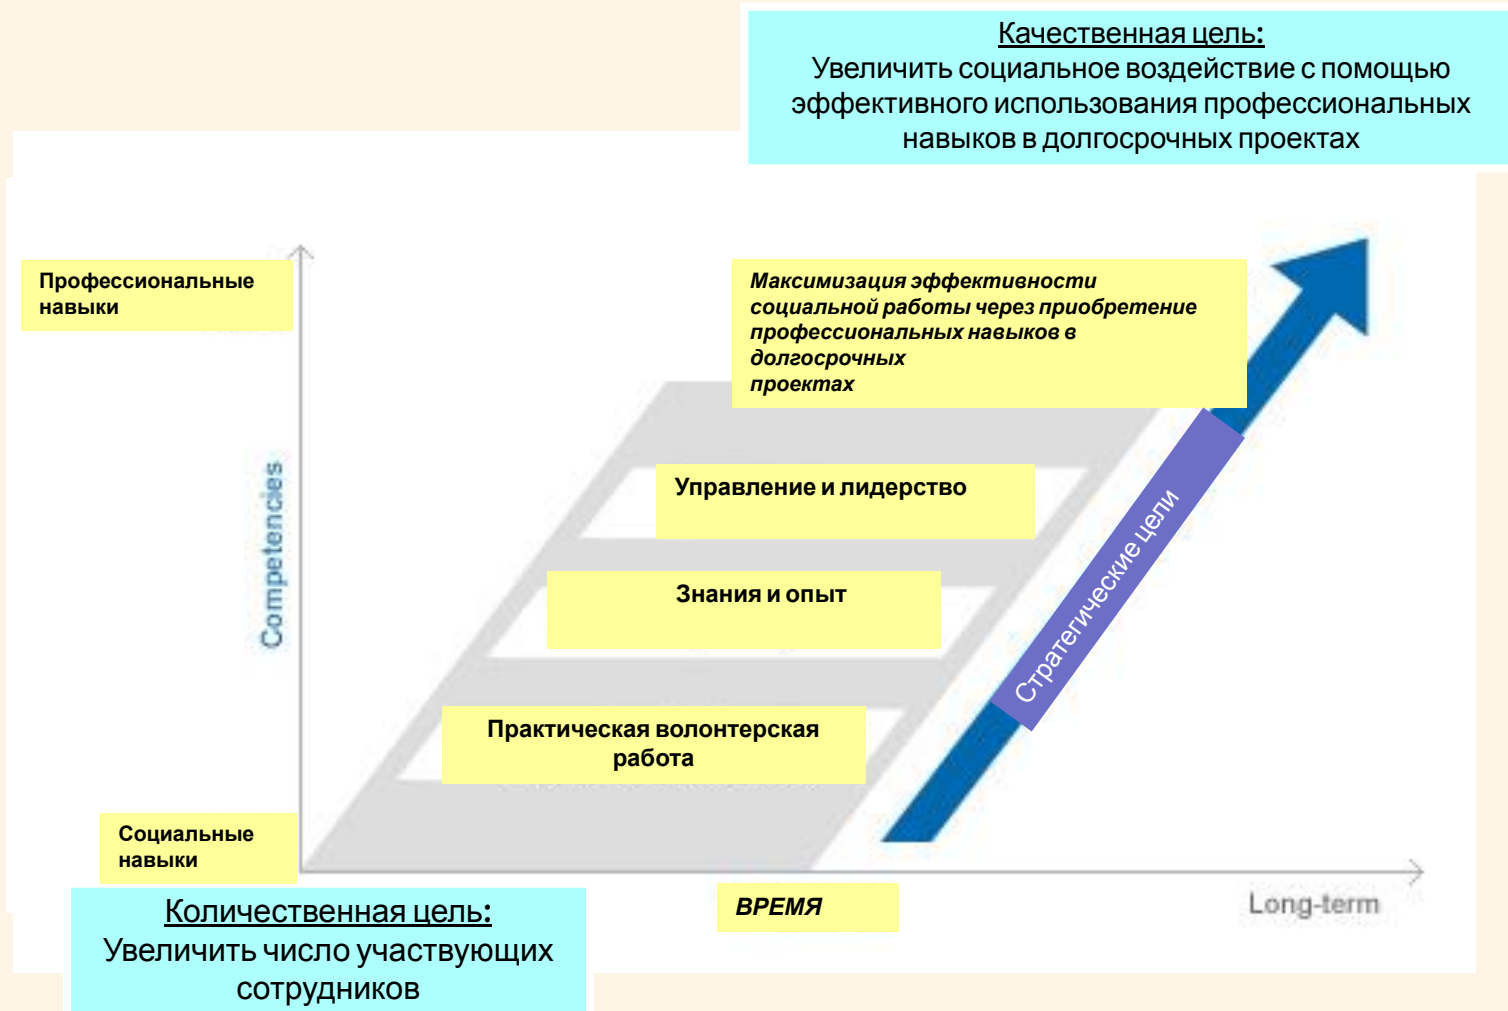 Качественная цель:
Увеличить социальное воздействие с помощью
эффективного использования профессиональных
навыков в долгосрочных проектах
Профессиональные
навыки
Максимизация эффективности
социальной работы через приобретение
профессиональных навыков в
долгосрочных
проектах
Управление и лидерство
Competencies
Стратегические цели
Знания и опыт
Практическая волонтерская
работа
Социальные
навыки
ВРЕМЯ
Long-term
Количественная цель:
Увеличить число участвующих
сотрудников